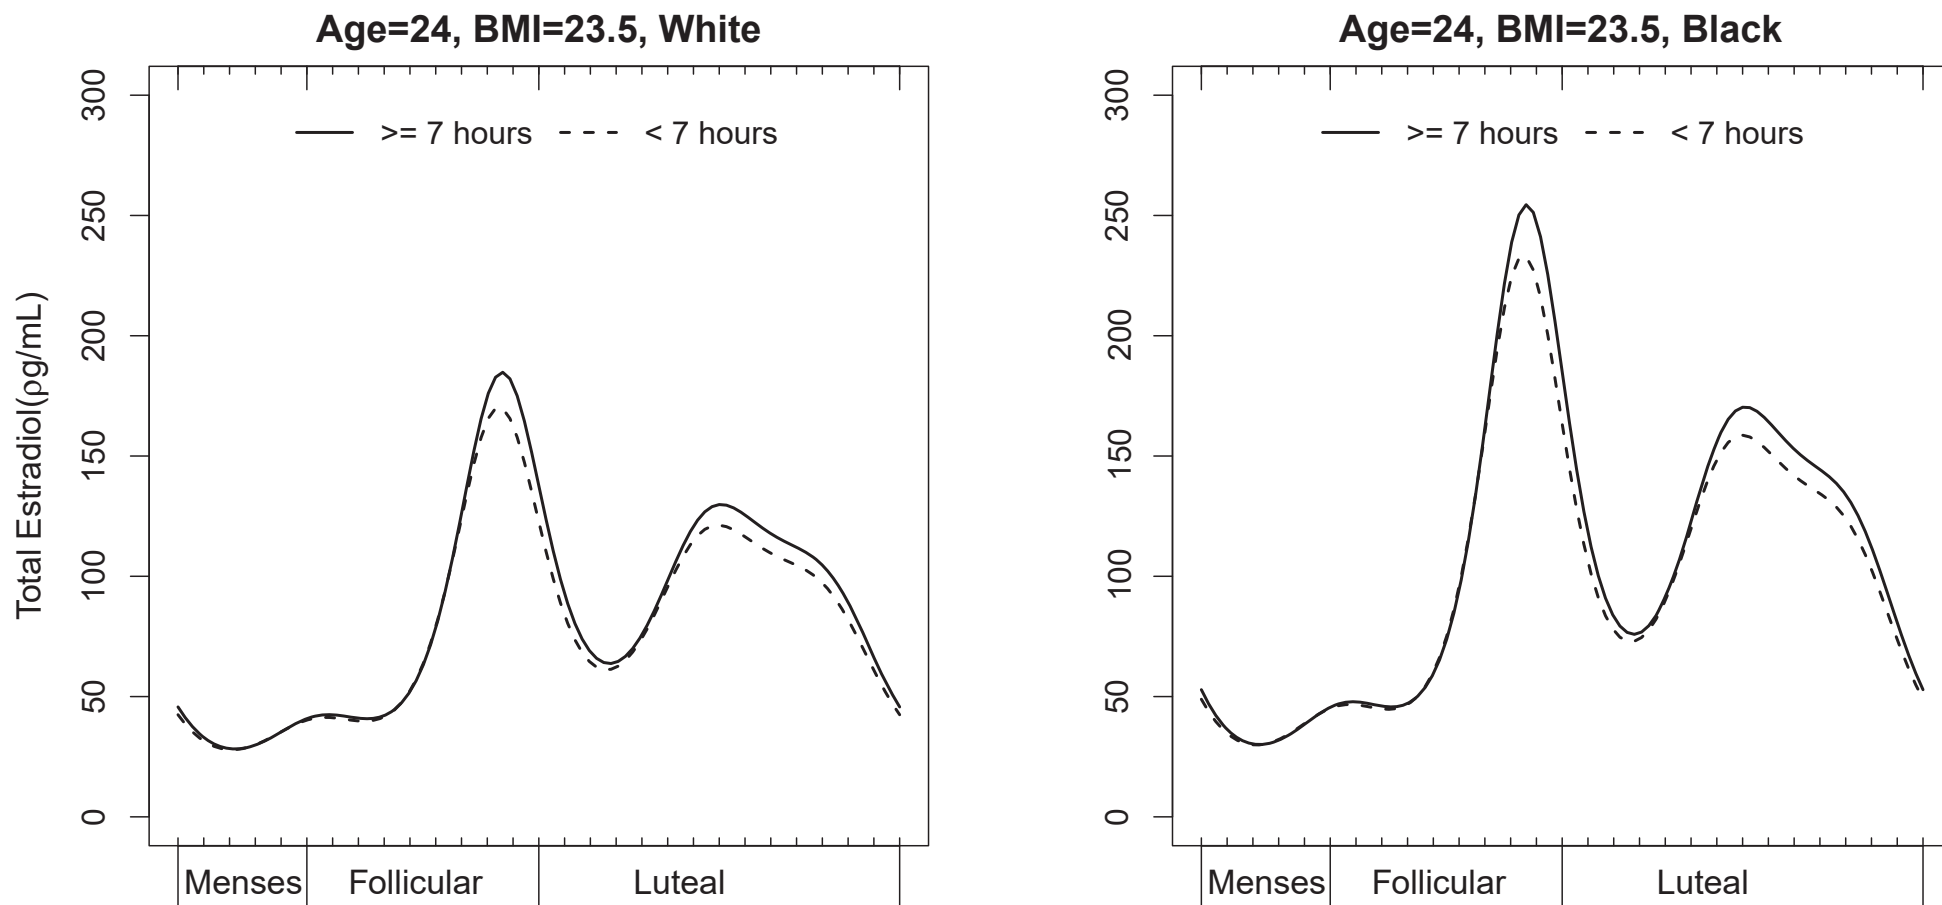 Age=24, BMI=23.5, White
>= 7 hours
< 7 hours
300
250
200
150
100
50
0
Total Estradiol(ρg/mL)
Menses
Follicular
Luteal
Age=24, BMI=23.5, Black
>= 7 hours
< 7 hours
300
250
200
150
100
50
0
Menses
Follicular
Luteal